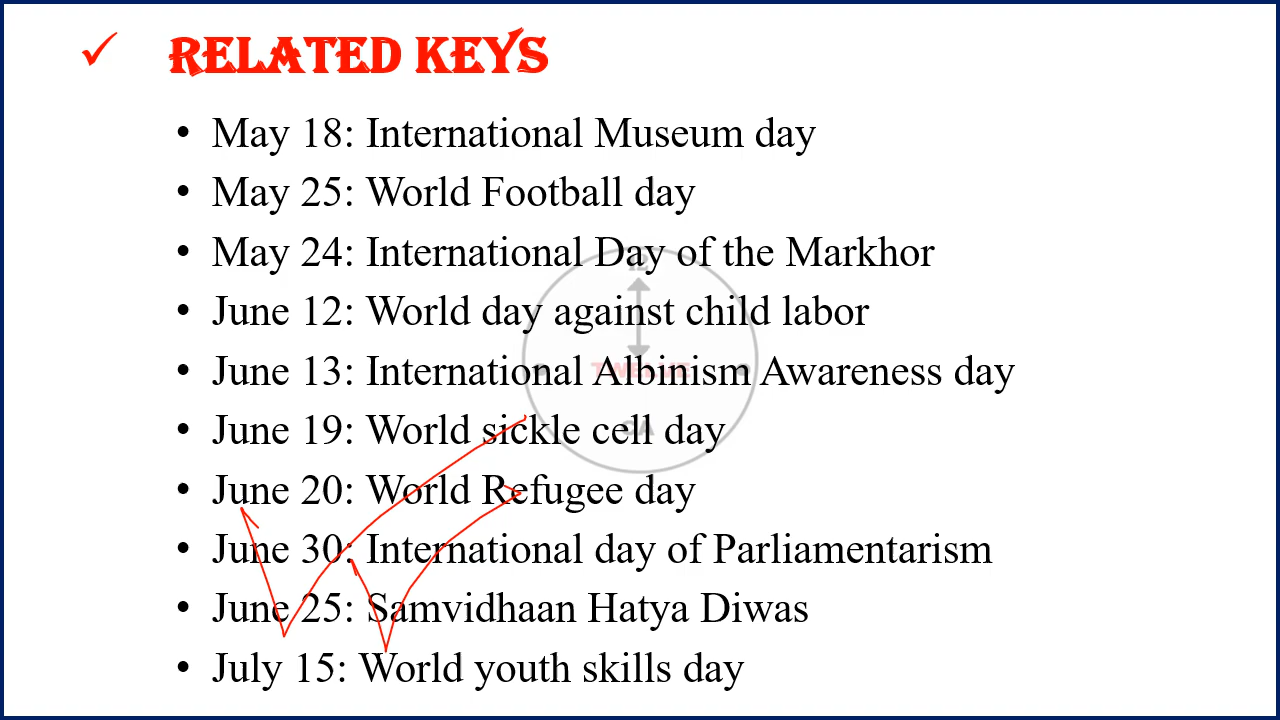 ✓ RELATED KEYS
• May 18: International Museum day
• May 25: World Football day
• May 24: International Day of the Markhor
• June 12: World day against child labor
• June 13: International Albinism Awareness day
• June 19: World sickle cell day
• June 20: World Refugee day
• June 30: International day of Parliamentarism
• June 25: Samvidhaan Hatya Diwas
• July 15: World youth skills day
12
TWELVE